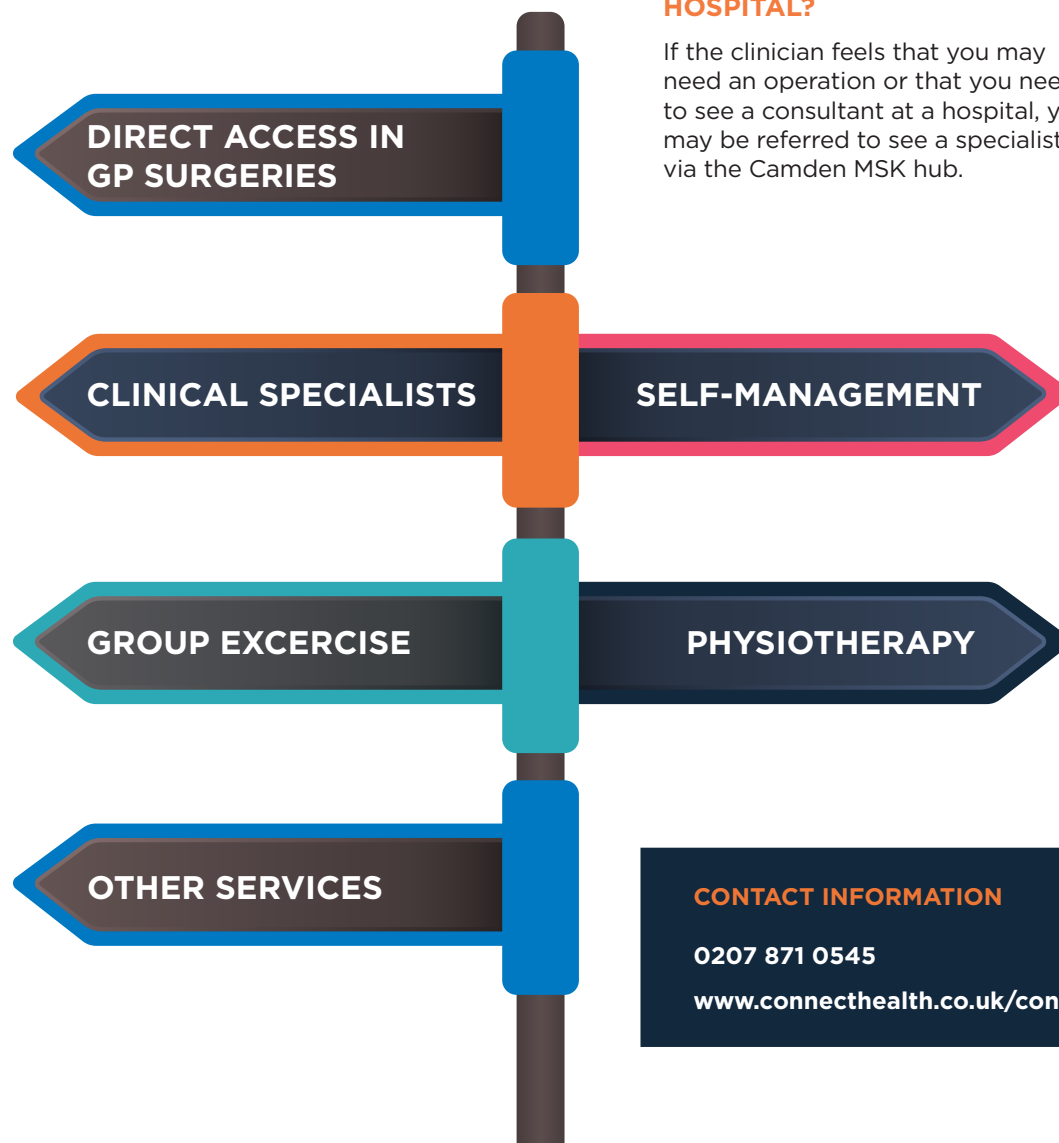 HOSPITAL?
If the clinician feels that you may
need an operation or that you
to see a consultant at a hospital,
may be referred to see a specialist
via the Camden MSK hub.
DIRECT ACCESS IN
GP SURGERIES
CLINICAL SPECIALISTS
SELF-MANAGEMENT
GROUP EXCERCISE
PHYSIOTHERAPY
OTHER SERVICES
CONTACT INFORMATION
0207 871 0545
www.connecthealth.co.uk/con